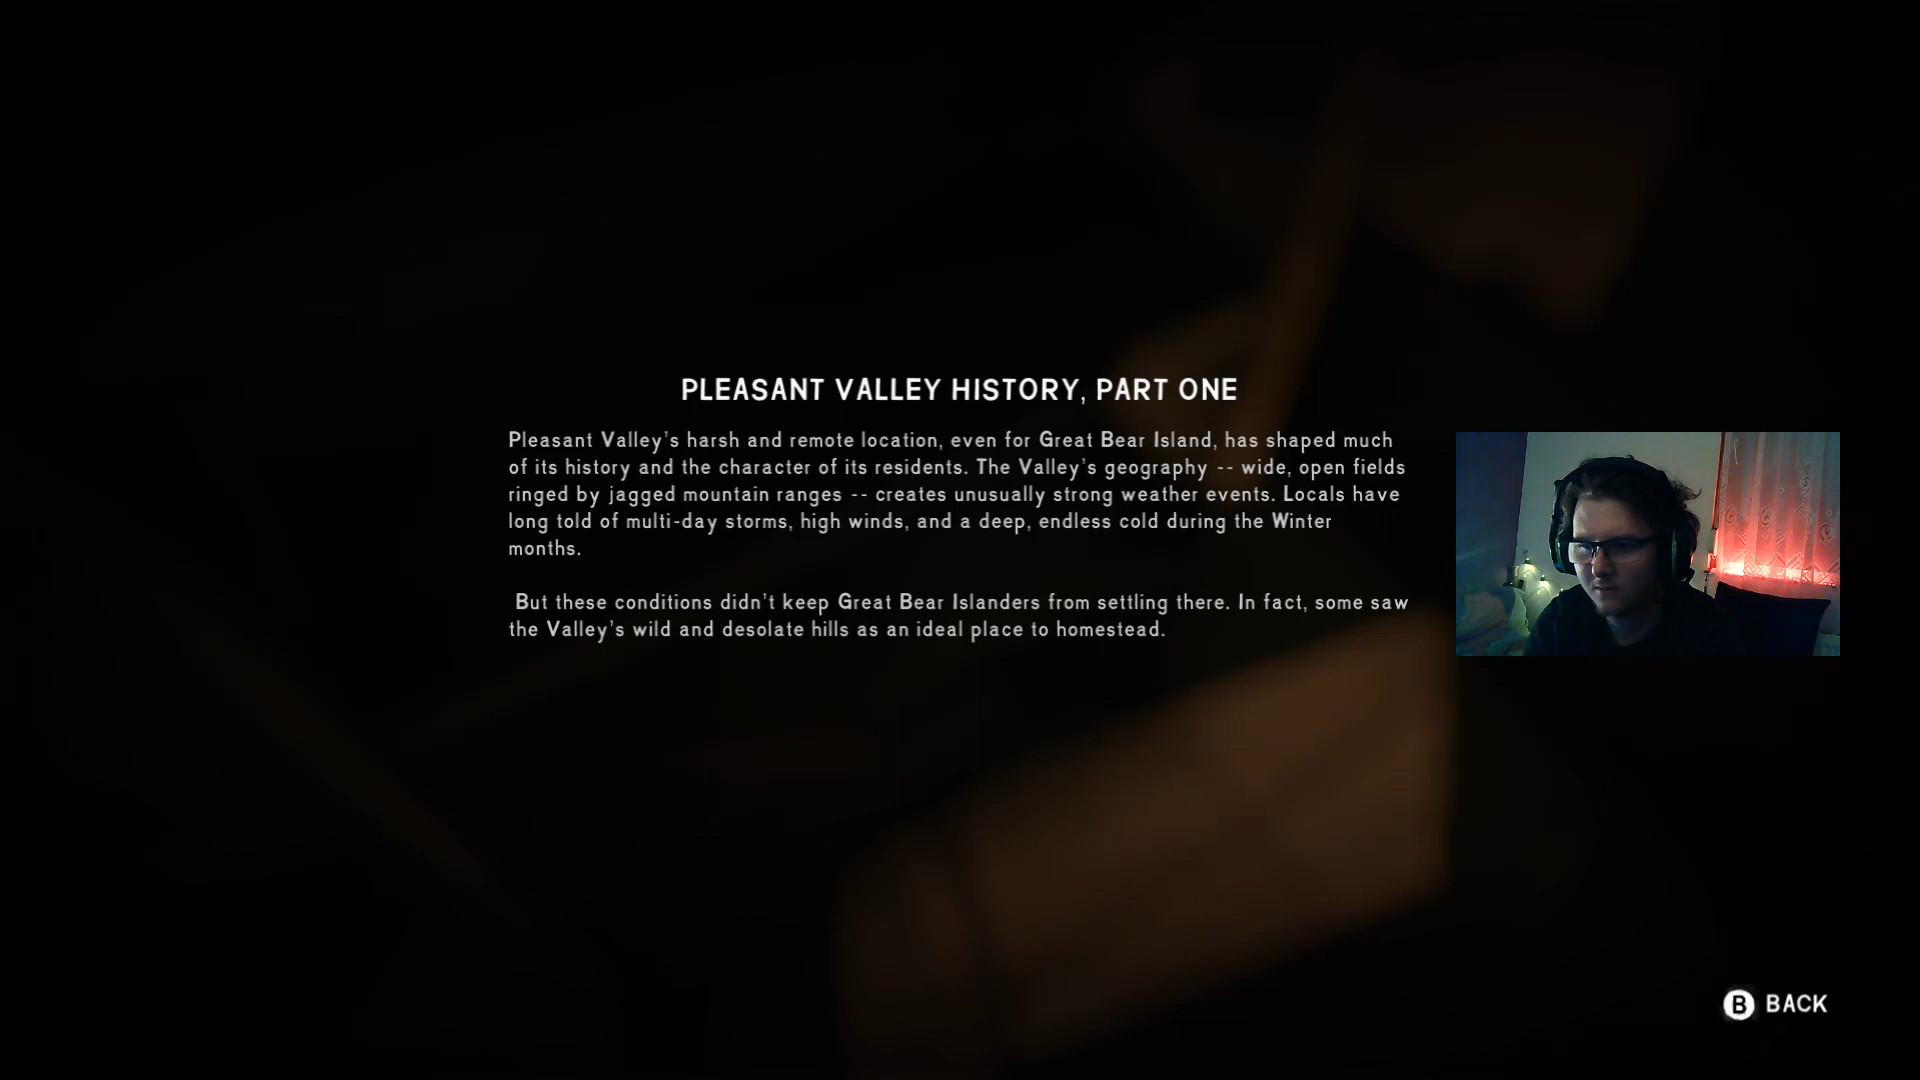 PLEASANT VALLEY HISTORY, PART ONE
Pleasant Valley's harsh and remote location, even for Great Bear Island, has shaped much
of its history and the character of its residents. The Valley's geography -- wide, open fields
ringed by jagged mountain ranges -- creates unusually strong weather events. Locals have
long told of multi-day storms, high winds, and a deep, endless cold during the Winter
months.
But these conditions didn't keep Great Bear Islanders from settling there. In fact, some saw
the Valley's wild and desolate hills as an ideal place to homestead.
B BACK